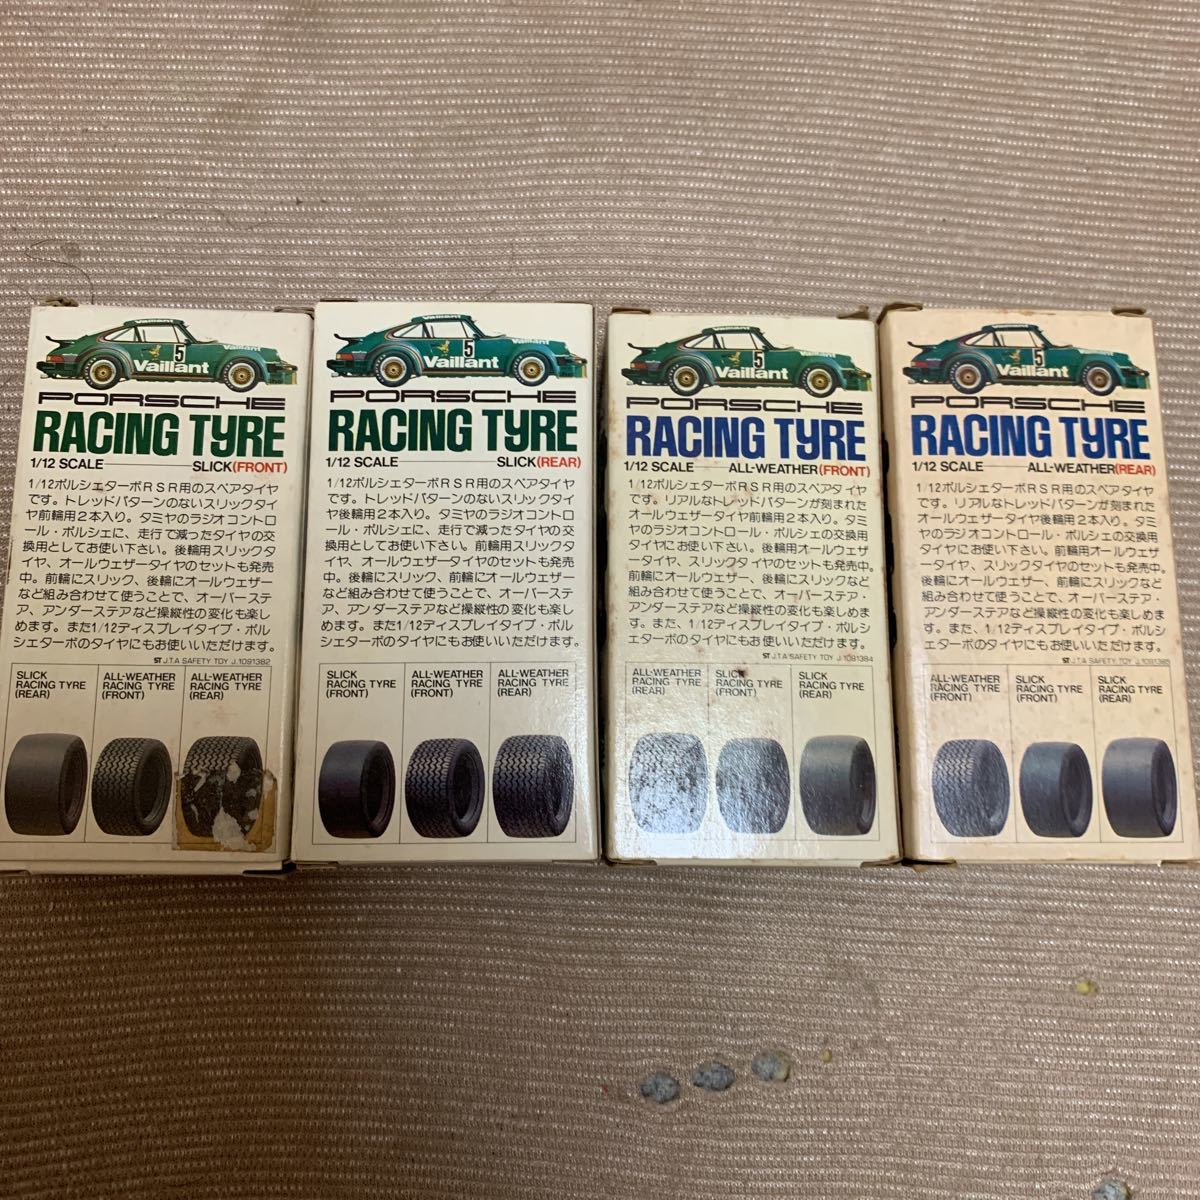 Vaillant
5
Vaillant
PORSCHE
RACING TYRE
1/12 SCALE SLICK(FRONT)
1/12ポルシェターボRSR用のスペアタイヤ
です。トレッドパターンのないスリックタイ
ヤ前輪用2本入り。タミヤのラジオコントロ
ール・ポルシェに、走行で減ったタイヤの交
換用としてお使い下さい。後輪用スリックタ
イヤ、オールウェザータイヤのセットも発売
中。前輪にスリック、後輪にオールウェザー
など組み合わせて使うことで、オーバーステ
ア、アンダーステアなど操縦性の変化も楽し
めます。また1/12ディスプレイタイプ・ポル
シェターボのタイヤにもお使いいただけます。
ST J.T.A SAFETY TOY J.1091382
SLICK
RACING TYRE
(REAR)
ALL-WEATHER
RACING TYRE
(FRONT)
ALL-WEATHER
RACING TYRE
(REAR)
Vaillant
5
Vaillant
PORSCHE
RACING TYRE
1/12 SCALE SLICK(REAR)
1/12ポルシェターボRSR用のスペアタイヤ
です。トレッドパターンのないスリックタイ
ヤ後輪用2本入り。タミヤのラジオコントロ
ール・ポルシェに、走行で減ったタイヤの交
換用としてお使い下さい。前輪用スリックタ
イヤ、オールウェザータイヤのセットも発売
中。後輪にスリック、前輪にオールウェザー
など組み合わせて使うことで、オーバーステ
ア、アンダーステアなど操縦性の変化も楽し
めます。また1/12ディスプレイタイプ・ポル
シェターボのタイヤにもお使いいただけます。
SLICK
RACING TYRE
(FRONT)
ALL-WEATHER
RACING TYRE
(FRONT)
ALL-WEATHER
RACING TYRE
(REAR)
Vaillant
5
Vaillant
PORSCHE
RACING TYRE
1/12 SCALE ALL-WEATHER(FRONT)
1/12ポルシェターボRSR用のスペアタイヤ
です。リアルなトレッドパターンが刻まれた
オールウェザータイヤ前輪用2本入り。タミ
ヤのラジオコントロール・ポルシェの交換用
タイヤにお使い下さい。後輪用オールウェザ
ータイヤ、スリックタイヤのセットも発売中。
前輪にオールウェザー、後輪にスリックなど
組み合わせて使うことで、オーバーステア・
アンダーステアなど操縦性の変化も楽しめま
す。また、1/12ディスプレイタイプ・ポルシ
ェターボのタイヤにもお使いいただけます。
ST J.T.A SAFETY TOY J.1091384
ALL-WEATHER
RACING TYRE
(REAR)
SLICK
RACING TYRE
(FRONT)
SLICK
RACING TYRE
(REAR)
5
Vaillant
PORSCHE
RACING TYRE
1/12 SCALE ALL-WEATHER(REAR)
1/12ポルシェターボRSR用のスペアタイヤ
です。リアルなトレッドパターンが刻まれた
オールウェザータイヤ後輪用2本入り。タミ
ヤのラジオコントロール・ポルシェの交換用
タイヤにお使い下さい。前輪用オールウェザ
ータイヤ、スリックタイヤのセットも発売中。
後輪にオールウェザー、前輪にスリックなど
組み合わせて使うことで、オーバーステア、
アンダーステアなど操縦性の変化も楽しめま
す。また、1/12ディスプレイタイプ・ポルシ
ェターボのタイヤにもお使いいただけます。
ST J.T.A SAFETY TOY J.1091385
ALL-WEATHER
RACING TYRE
(FRONT)
SLICK
RACING TYRE
(FRONT)
SLICK
RACING TYRE
(REAR)